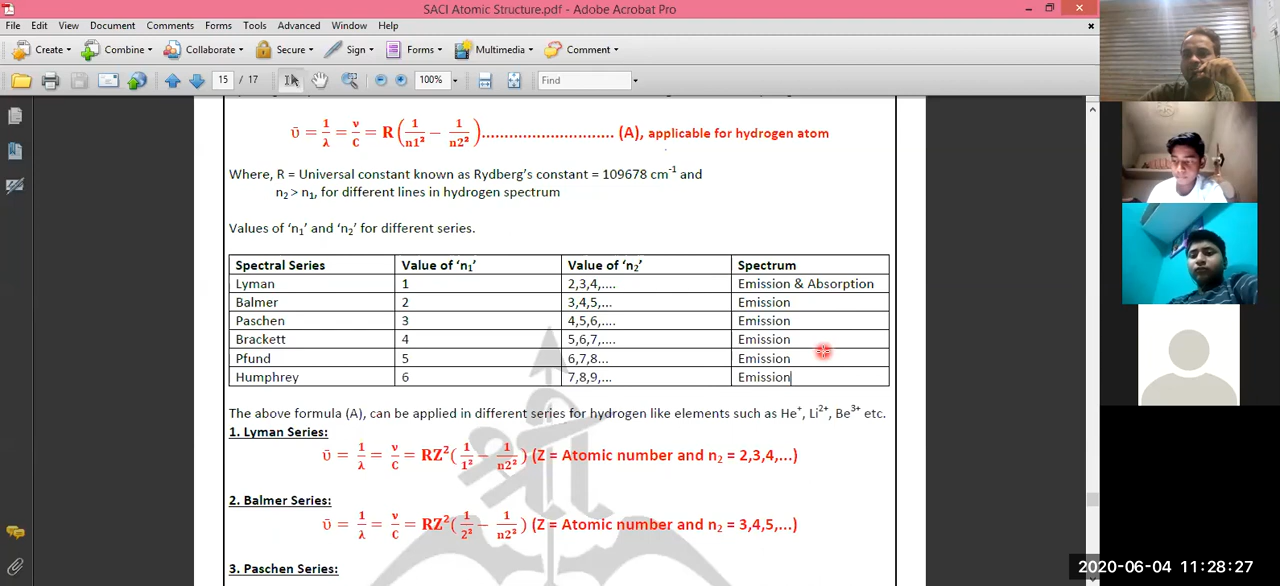 SACI Atomic Structure.pdf - Adobe Acrobat Pro
File Edit View Document Comments Forms Tools Advanced Window Help
Create Combine Collaborate Secure Sign Forms Multimedia Comment
15 / 17 100% Find
ῡ = 1/λ = ν/C = R(1/n1² − 1/n2²)............................. (A), applicable for hydrogen atom
Where, R = Universal constant known as Rydberg's constant = 109678 cm⁻¹ and
n₂ > n₁, for different lines in hydrogen spectrum
Values of 'n₁' and 'n₂' for different series.
Spectral Series Value of 'n₁' Value of 'n₂' Spectrum
Lyman 1 2,3,4,.... Emission & Absorption
Balmer 2 3,4,5,... Emission
Paschen 3 4,5,6,.... Emission
Brackett 4 5,6,7,.... Emission
Pfund 5 6,7,8... Emission
Humphrey 6 7,8,9,... Emission
The above formula (A), can be applied in different series for hydrogen like elements such as He⁺, Li²⁺, Be³⁺ etc.
1. Lyman Series:
ῡ = 1/λ = ν/C = RZ²(1/1² − 1/n2²) (Z = Atomic number and n₂ = 2,3,4,...)
2. Balmer Series:
ῡ = 1/λ = ν/C = RZ²(1/2² − 1/n2²) (Z = Atomic number and n₂ = 3,4,5,...)
3. Paschen Series:
श्री
2020-06-04 11:28:27